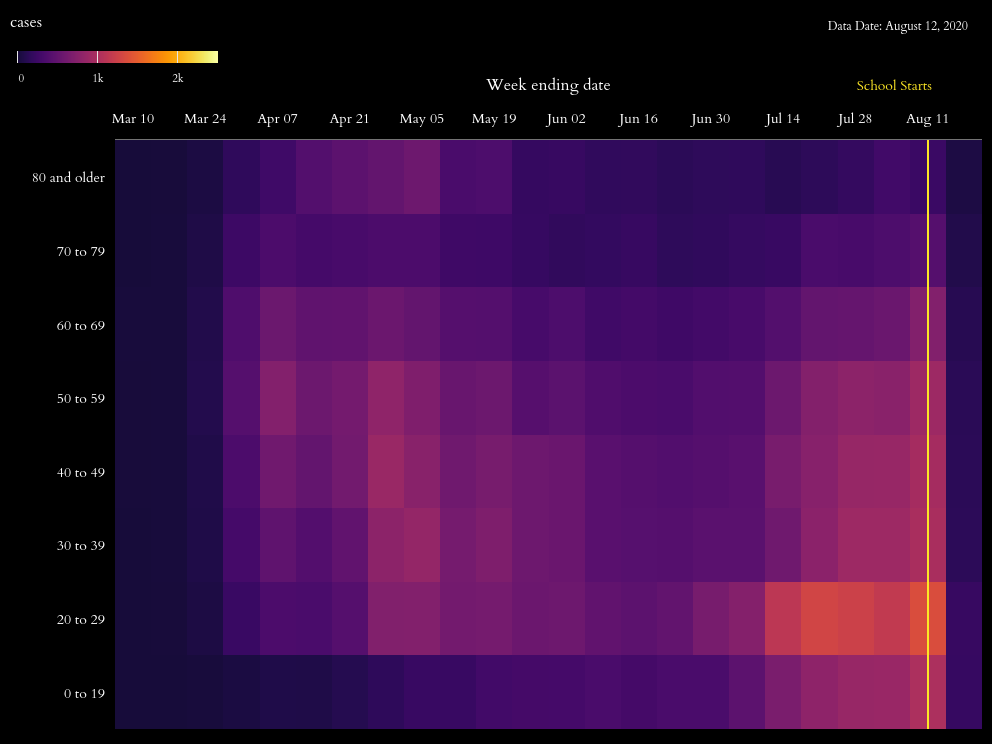 cases
Data Date: August 12, 2020
0 1k 2k
Week ending date
School Starts
Mar 10 Mar 24 Apr 07 Apr 21 May 05 May 19 Jun 02 Jun 16 Jun 30 Jul 14 Jul 28 Aug 11
80 and older
70 to 79
60 to 69
50 to 59
40 to 49
30 to 39
20 to 29
0 to 19